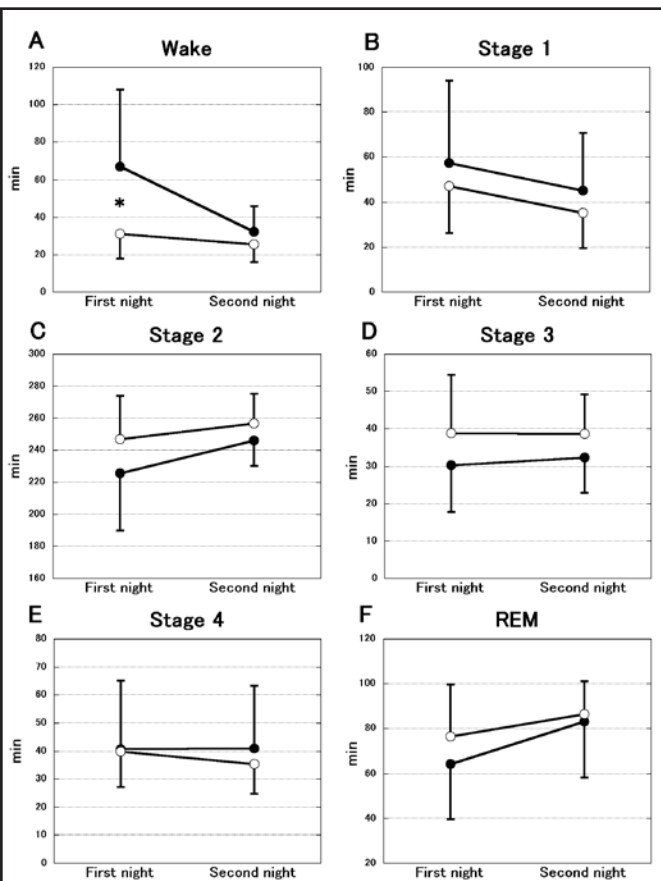 A
Wake
120
100
80
60
40
20
0
min
*
First night
Second night
B
Stage 1
100
80
60
40
20
0
min
First night
Second night
C
Stage 2
300
280
260
240
220
200
180
160
min
First night
Second night
D
Stage 3
60
50
40
30
20
10
0
min
First night
Second night
E
Stage 4
80
70
60
50
40
30
20
10
0
min
First night
Second night
F
REM
120
100
80
60
40
20
min
First night
Second night